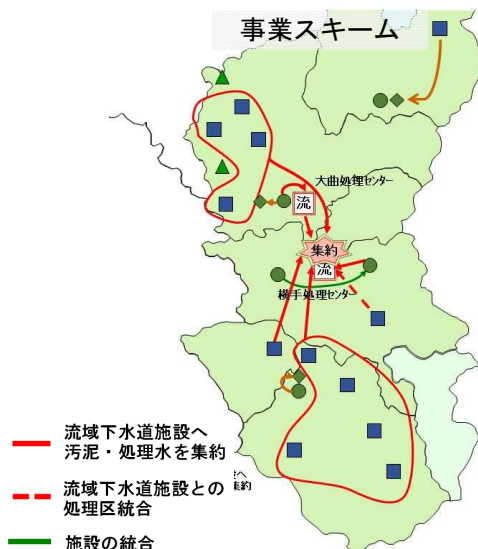 事業スキーム
大曲処理センター
流
集約
流
横手処理センター
流域下水道施設へ
汚泥・処理水を集約
流域下水道施設との
処理区統合
へ
集約
施設の統合